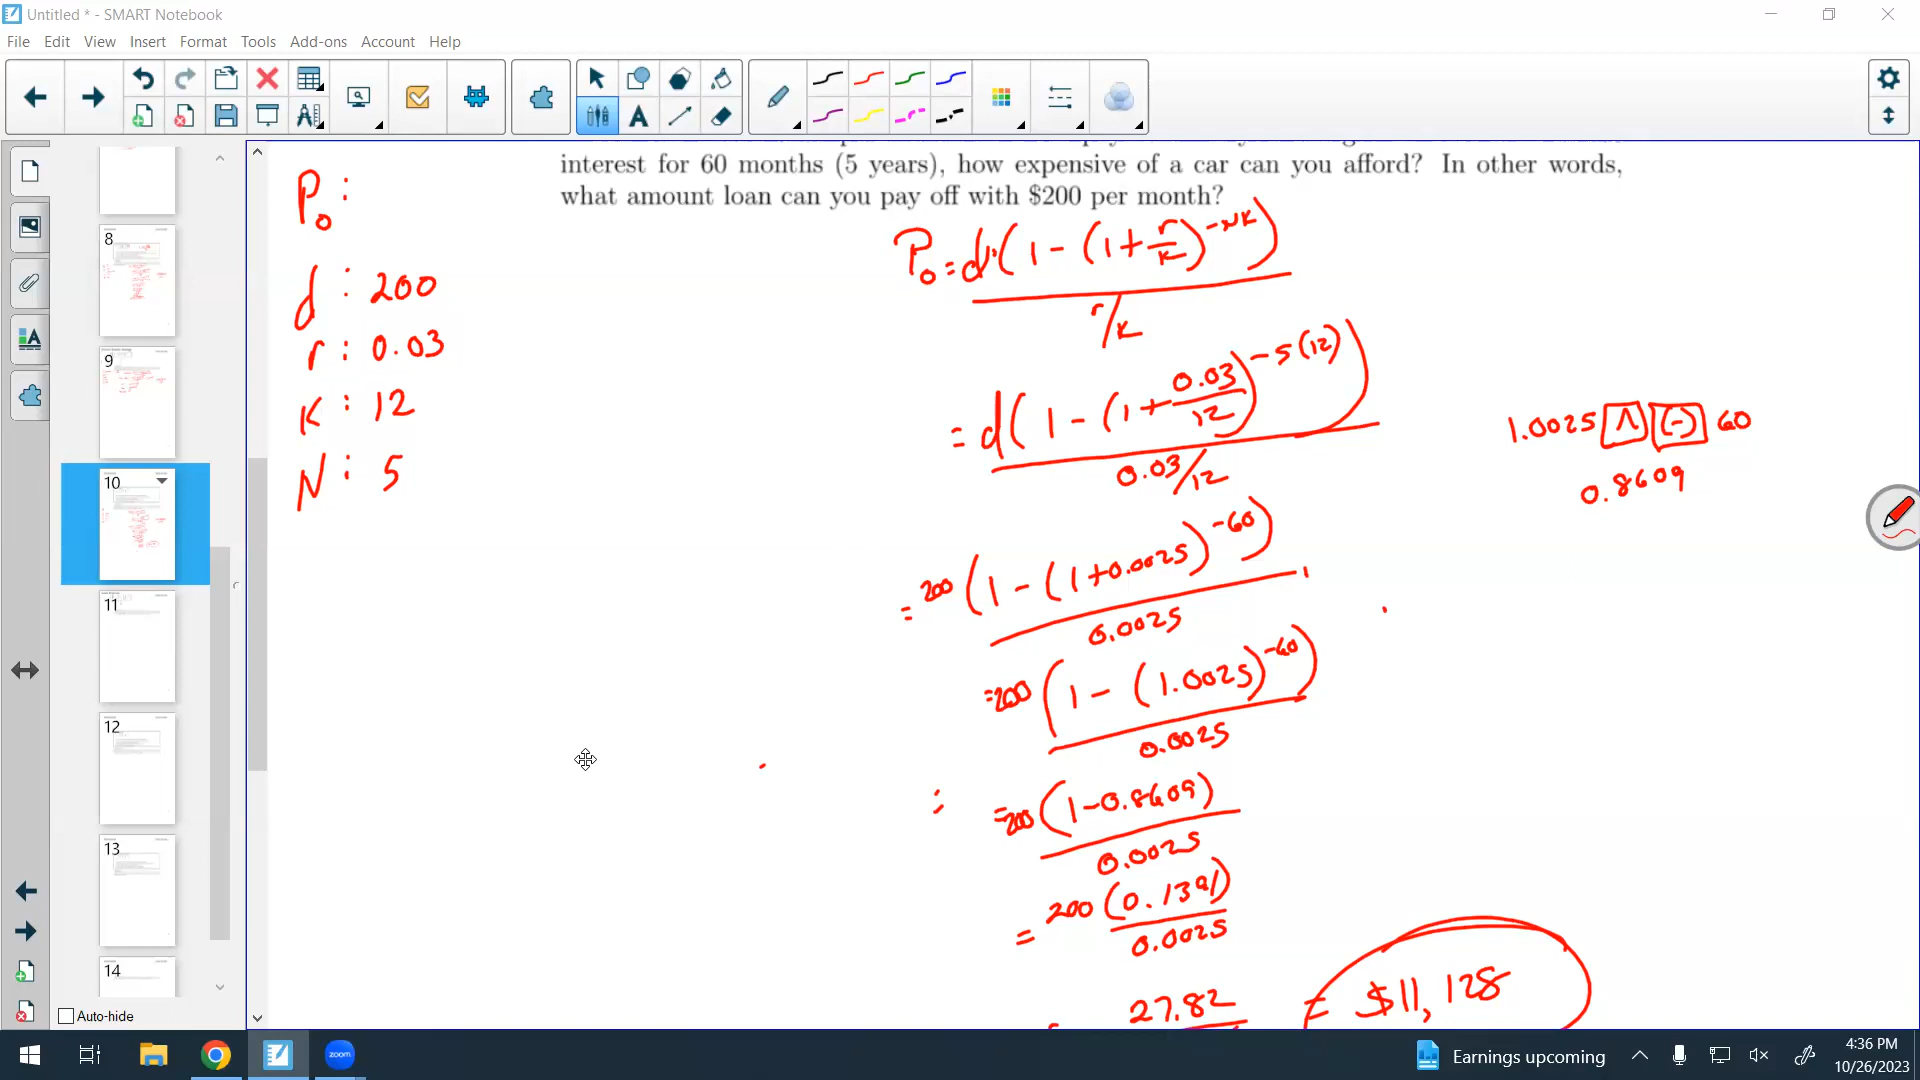 Untitled * - SMART Notebook
File Edit View Insert Format Tools Add-ons Account Help
interest for 60 months (5 years), how expensive of a car can you afford? In other words,
what amount loan can you pay off with $200 per month?
P₀ :
d : 200
r : 0.03
K : 12
N : 5
P₀ = d(1 - (1 + r/K)^-NK)
r/K
= d(1 - (1 + 0.03/12)^-5(12))
0.03/12
1.0025 [^] [(-)] 60
0.8609
= 200 (1 - (1+0.0025)^-60)
0.0025
= 200 (1 - (1.0025)^-60)
0.0025
= 200 (1 - 0.8609)
0.0025
= 200 (0.1391)
0.0025
27.82 = $11,128
8
9
10
11
12
13
14
Auto-hide
zoom
Earnings upcoming
4:36 PM
10/26/2023